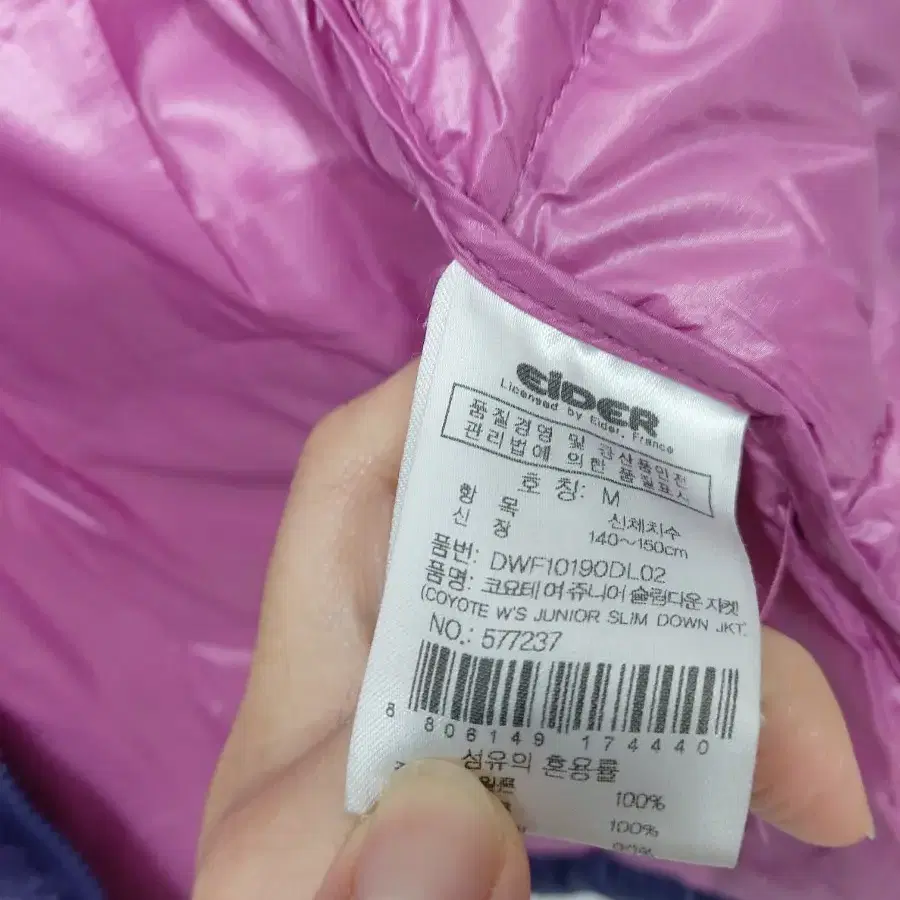 EiDER
Licensed by Eider, France
품질경영 및 공산품안전
관리법에 의한 품질표시
호 칭: M
항 목 신체치수
신 장 140~150cm
품번: DWF10190DL02
품명: 코요테 여 쥬니어 슬림다운 자켓
(COYOTE W'S JUNIOR SLIM DOWN JKT.
NO.: 577237
8 806149 174440
섬유의 혼용률
100%
100%